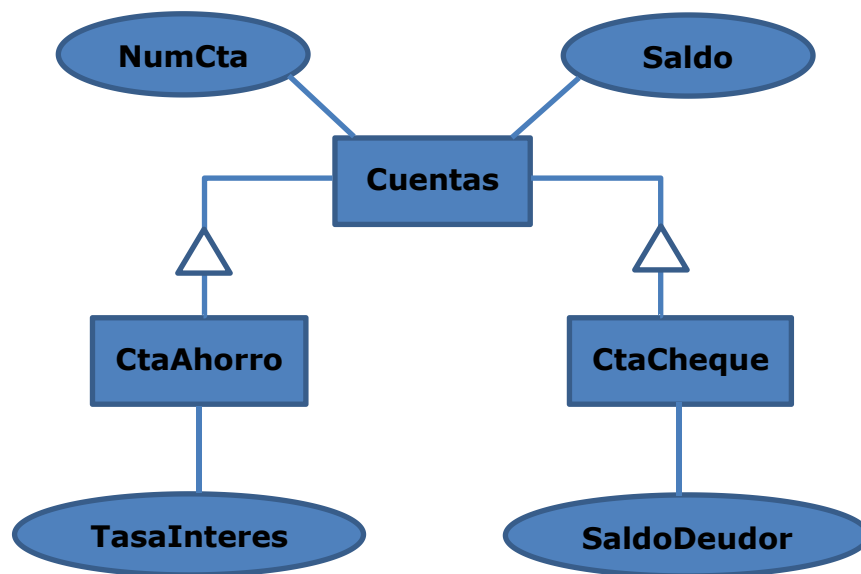 NumCta
Saldo
Cuentas
CtaAhorro
CtaCheque
TasaInteres
SaldoDeudor